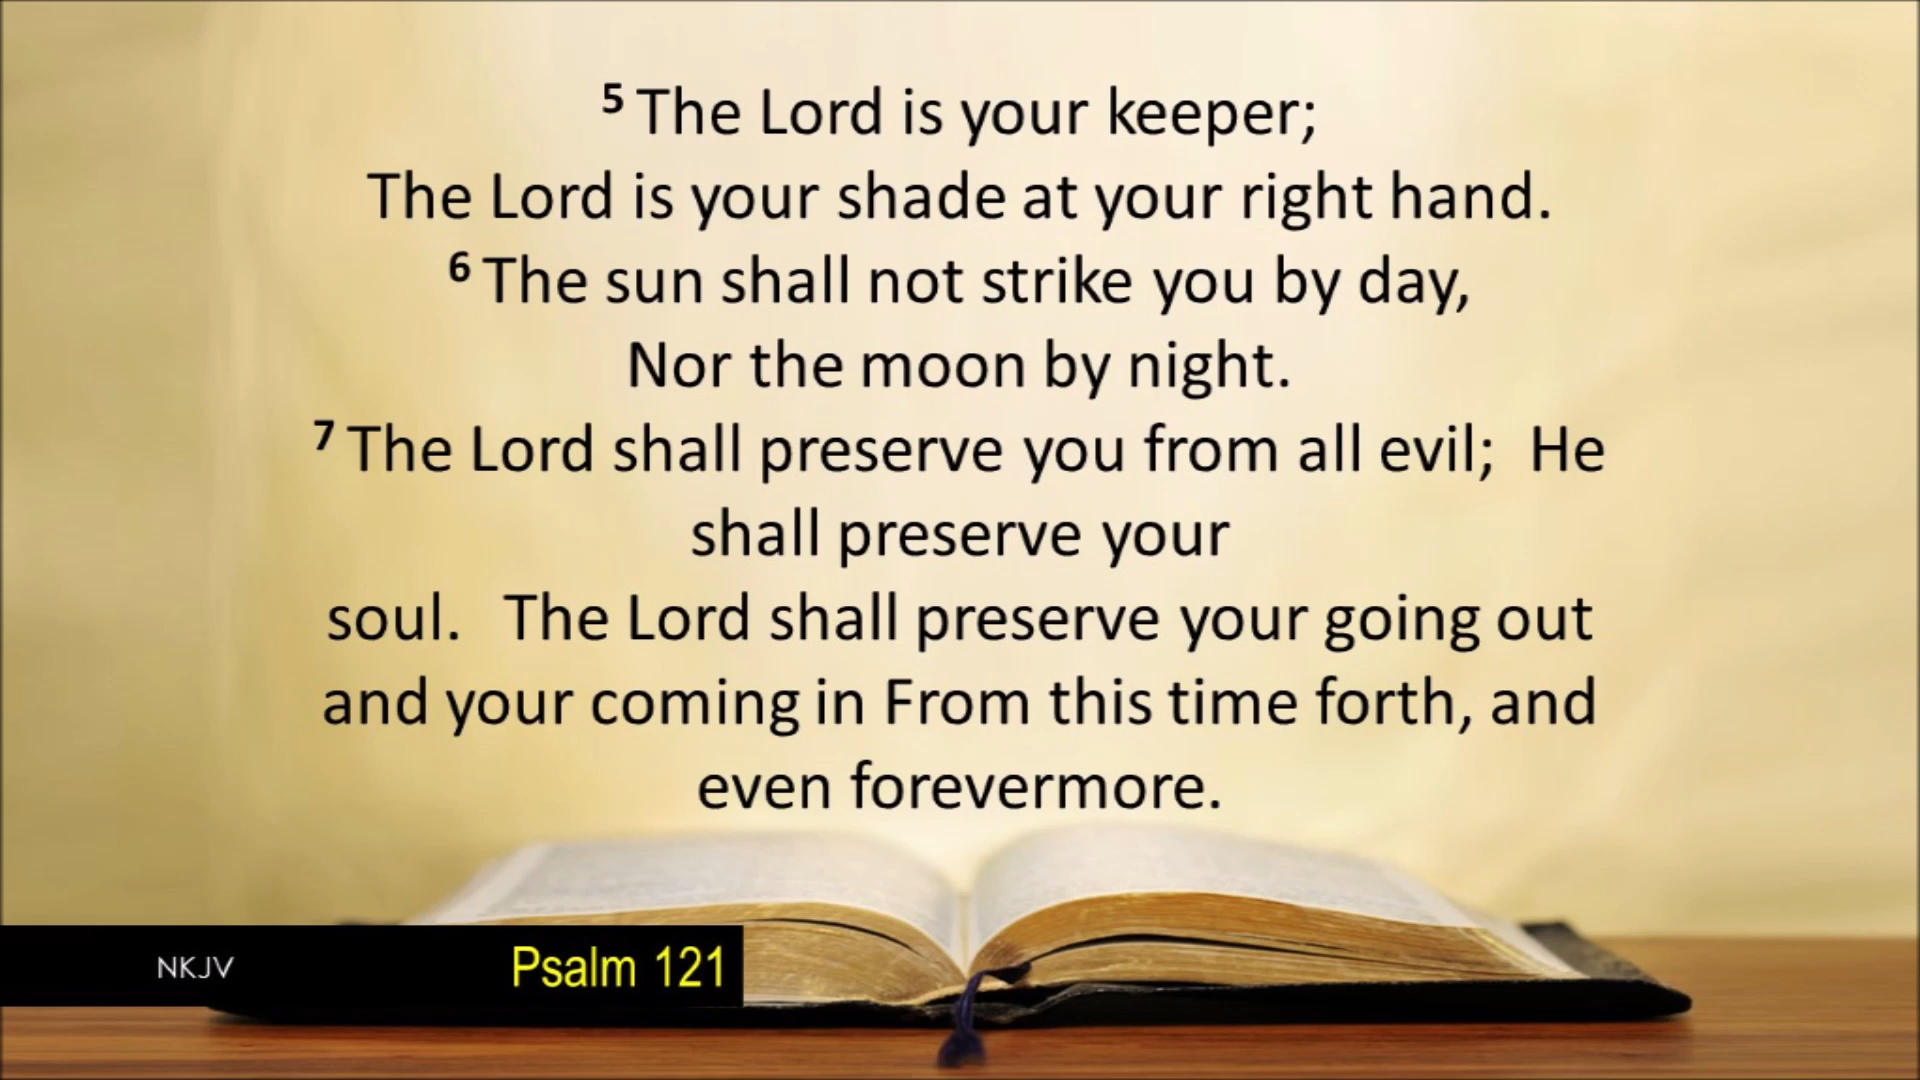 5 The Lord is your keeper;
The Lord is your shade at your right hand.
6 The sun shall not strike you by day,
Nor the moon by night.
7 The Lord shall preserve you from all evil;  He
shall preserve your
soul.   The Lord shall preserve your going out
and your coming in From this time forth, and
even forevermore.
NKJV
Psalm 121